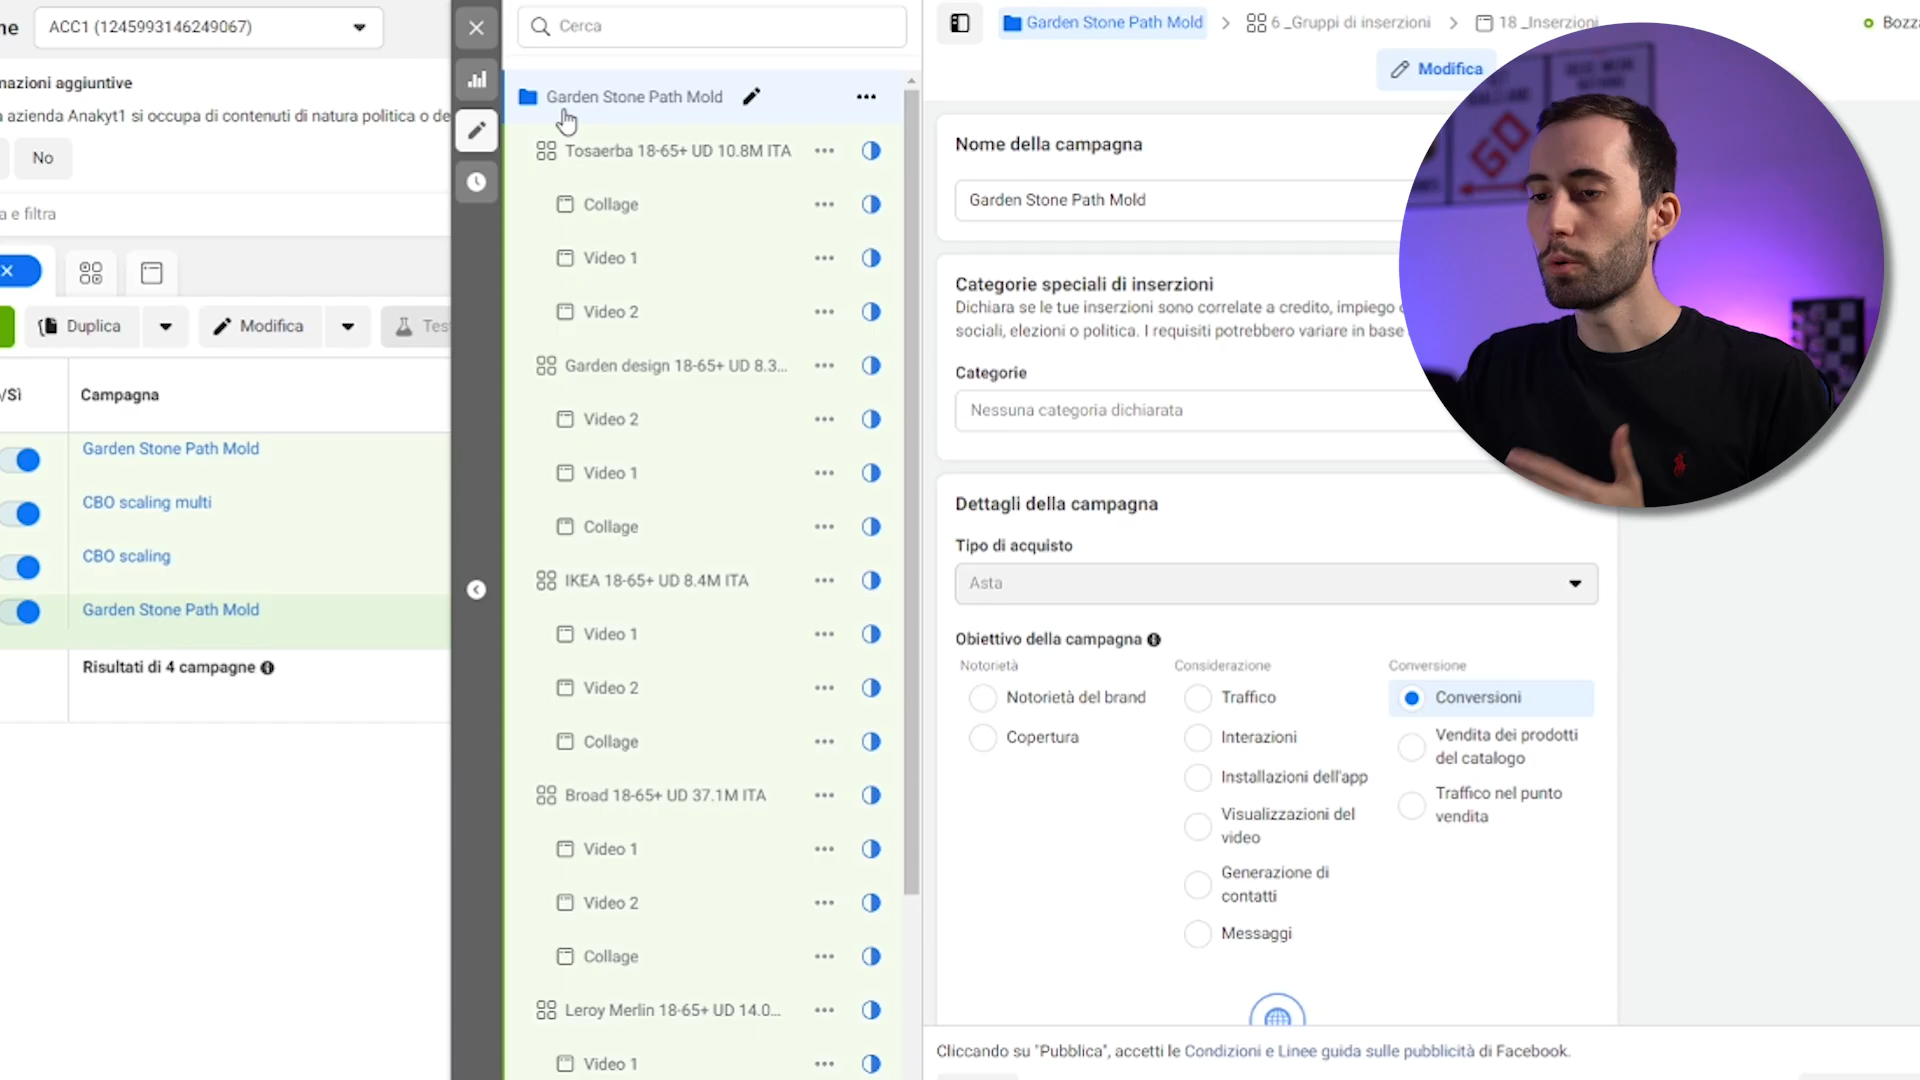 ne
ACC1 (1245993146249067)
mazioni aggiuntive
azienda Anakyt1 si occupa di contenuti di natura politica o de
No
a e filtra
Duplica
Modifica
Tes
o/Sì
Campagna
Garden Stone Path Mold
CBO scaling multi
CBO scaling
Garden Stone Path Mold
Risultati di 4 campagne
Cerca
Garden Stone Path Mold
Tosaerba 18-65+ UD 10.8M ITA
Collage
Video 1
Video 2
Garden design 18-65+ UD 8.3...
Video 2
Video 1
Collage
IKEA 18-65+ UD 8.4M ITA
Video 1
Video 2
Collage
Broad 18-65+ UD 37.1M ITA
Video 1
Video 2
Collage
Leroy Merlin 18-65+ UD 14.0...
Video 1
Garden Stone Path Mold
6 _Gruppi di inserzioni
18 _Inserzioni
Bozza
Modifica
Nome della campagna
Garden Stone Path Mold
Categorie speciali di inserzioni
Dichiara se le tue inserzioni sono correlate a credito, impiego
sociali, elezioni o politica. I requisiti potrebbero variare in base
Categorie
Nessuna categoria dichiarata
Dettagli della campagna
Tipo di acquisto
Asta
Obiettivo della campagna
Notorietà
Considerazione
Conversione
Notorietà del brand
Traffico
Conversioni
Copertura
Interazioni
Vendita dei prodotti
del catalogo
Installazioni dell'app
Traffico nel punto
vendita
Visualizzazioni del
video
Generazione di
contatti
Messaggi
Cliccando su "Pubblica", accetti le Condizioni e Linee guida sulle pubblicità di Facebook.
GO